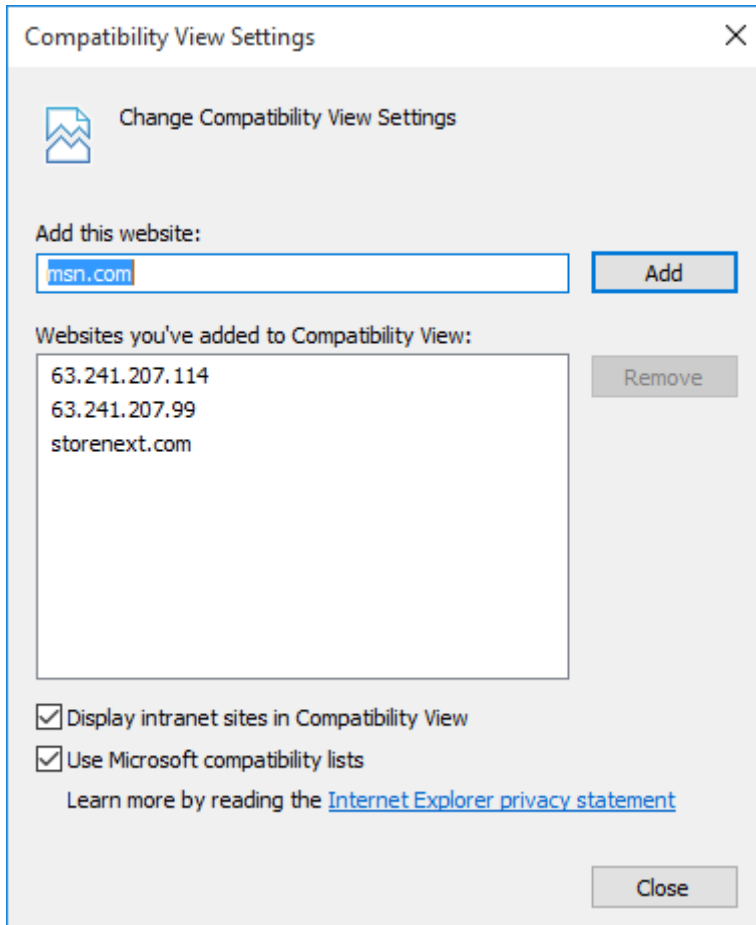 Compatibility View Settings
Change Compatibility View Settings
Add this website:
msn.com
Add
Websites you've added to Compatibility View:
63.241.207.114
63.241.207.99
storenext.com
Remove
Display intranet sites in Compatibility View
Use Microsoft compatibility lists
Learn more by reading the Internet Explorer privacy statement
Close